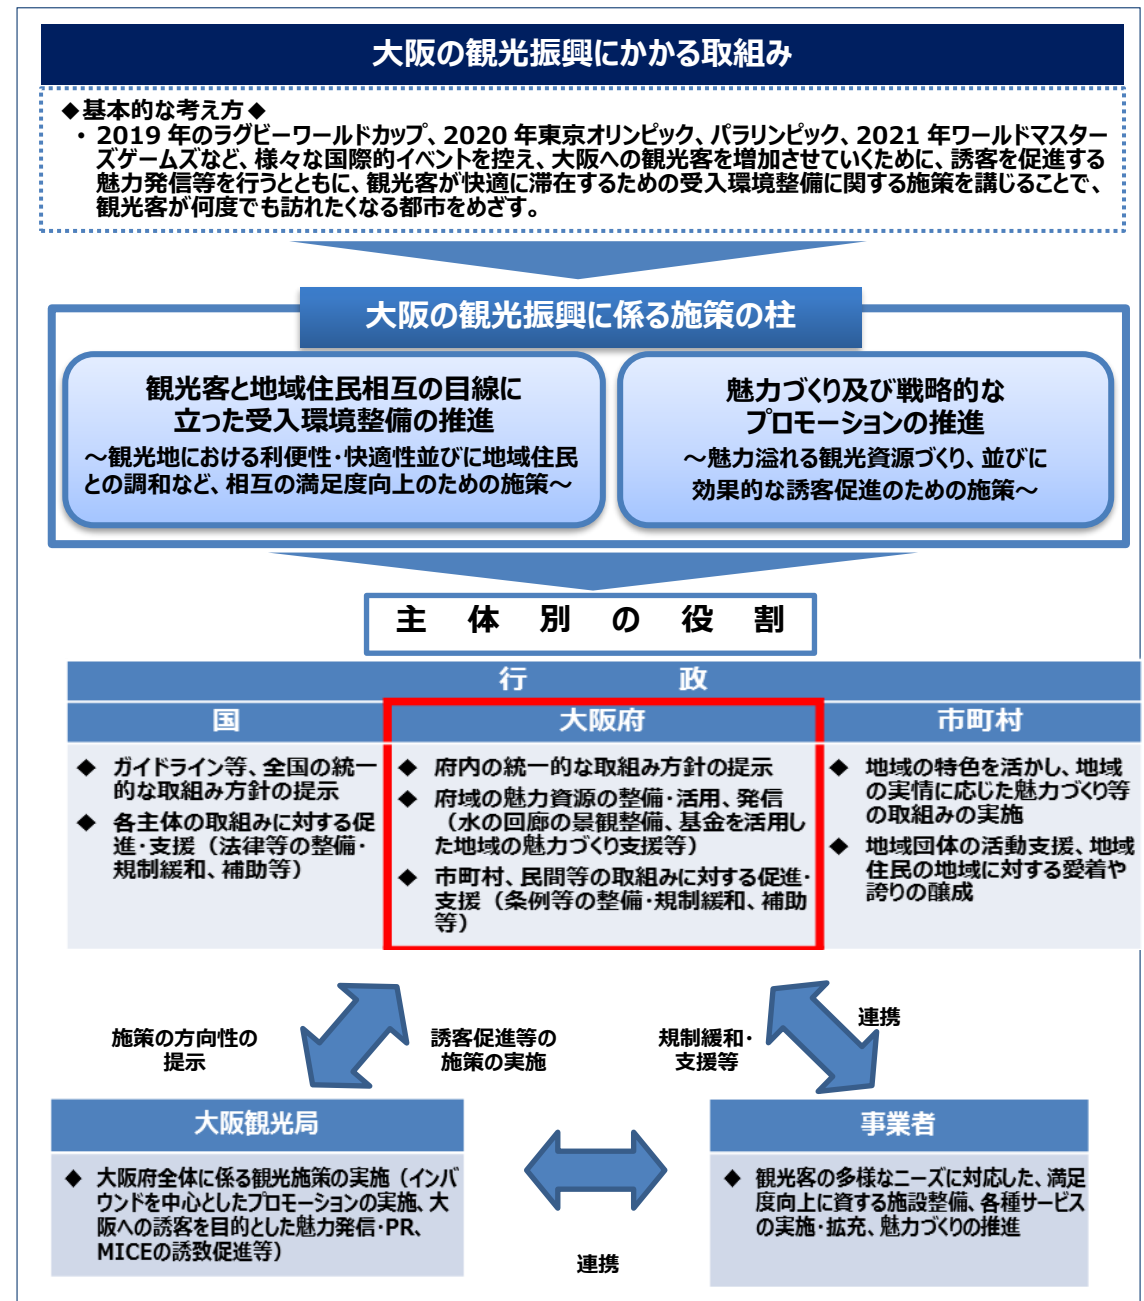 大阪の観光振興にかかる取組み
◆基本的な考え方◆
・ 2019 年のラグビーワールドカップ、2020 年東京オリンピック、パラリンピック、2021 年ワールドマスター
ズゲームズなど、様々な国際的イベントを控え、大阪への観光客を増加させていくために、誘客を促進する
魅力発信等を行うとともに、観光客が快適に滞在するための受入環境整備に関する施策を講じることで、
観光客が何度でも訪れたくなる都市をめざす。
大阪の観光振興に係る施策の柱
観光客と地域住民相互の目線に
立った受入環境整備の推進
～観光地における利便性・快適性並びに地域住民
との調和など、相互の満足度向上のための施策～
魅力づくり及び戦略的な
プロモーションの推進
～魅力溢れる観光資源づくり、並びに
効果的な誘客促進のための施策～
主体別の役割
行政
国
◆ ガイドライン等、全国の統一
的な取組み方針の提示
◆ 各主体の取組みに対する促
進・支援（法律等の整備・
規制緩和、補助等）
大阪府
◆ 府内の統一的な取組み方針の提示
◆ 府域の魅力資源の整備・活用、発信
（水の回廊の景観整備、基金を活用し
た地域の魅力づくり支援等）
◆ 市町村、民間等の取組みに対する促進・
支援（条例等の整備・規制緩和、補助
等）
市町村
◆ 地域の特色を活かし、地域
の実情に応じた魅力づくり等
の取組みの実施
◆ 地域団体の活動支援、地域
住民の地域に対する愛着や
誇りの醸成
施策の方向性の
提示
誘客促進等の
施策の実施
規制緩和・
支援等
連携
大阪観光局
◆ 大阪府全体に係る観光施策の実施（インバ
ウンドを中心としたプロモーションの実施、大
阪への誘客を目的とした魅力発信・PR、
MICEの誘致促進等）
連携
事業者
◆ 観光客の多様なニーズに対応した、満足
度向上に資する施設整備、各種サービス
の実施・拡充、魅力づくりの推進